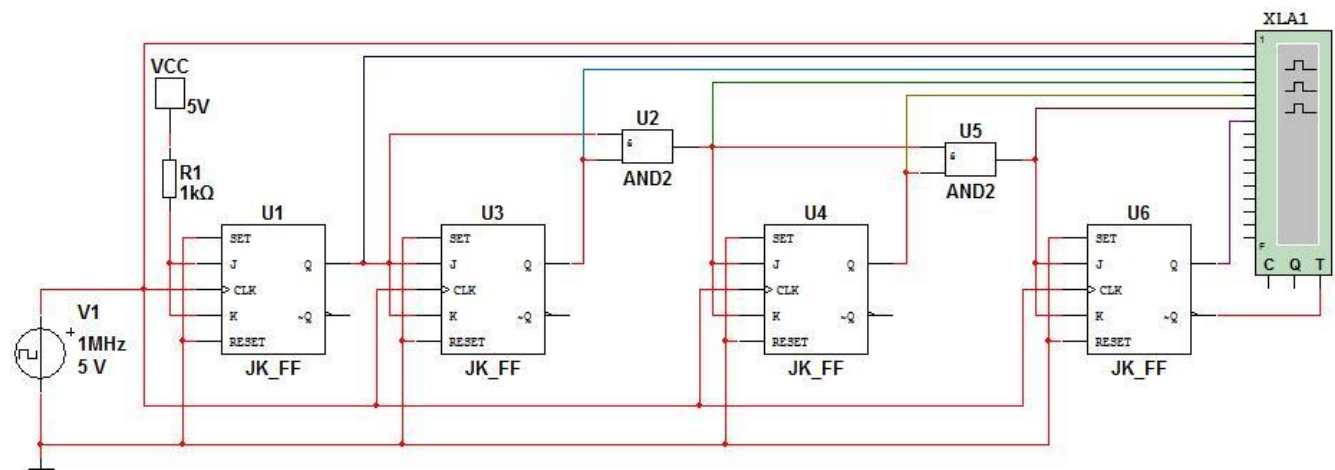 XLA1
1
F
C Q T
VCC
5V
R1
1kΩ
V1
+
1MHz
5 V
U1
SET
J Q
CLK
K ~Q
RESET
JK_FF
U3
SET
J Q
CLK
K ~Q
RESET
JK_FF
U2
&
AND2
U4
SET
J Q
CLK
K ~Q
RESET
JK_FF
U5
&
AND2
U6
SET
J Q
CLK
K ~Q
RESET
JK_FF